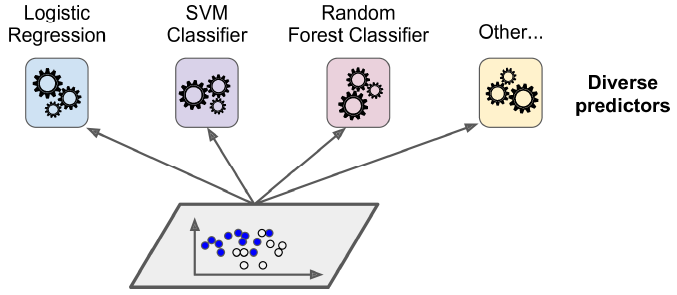 Logistic
Regression
SVM
Classifier
Random
Forest Classifier
Other...
Diverse
predictors